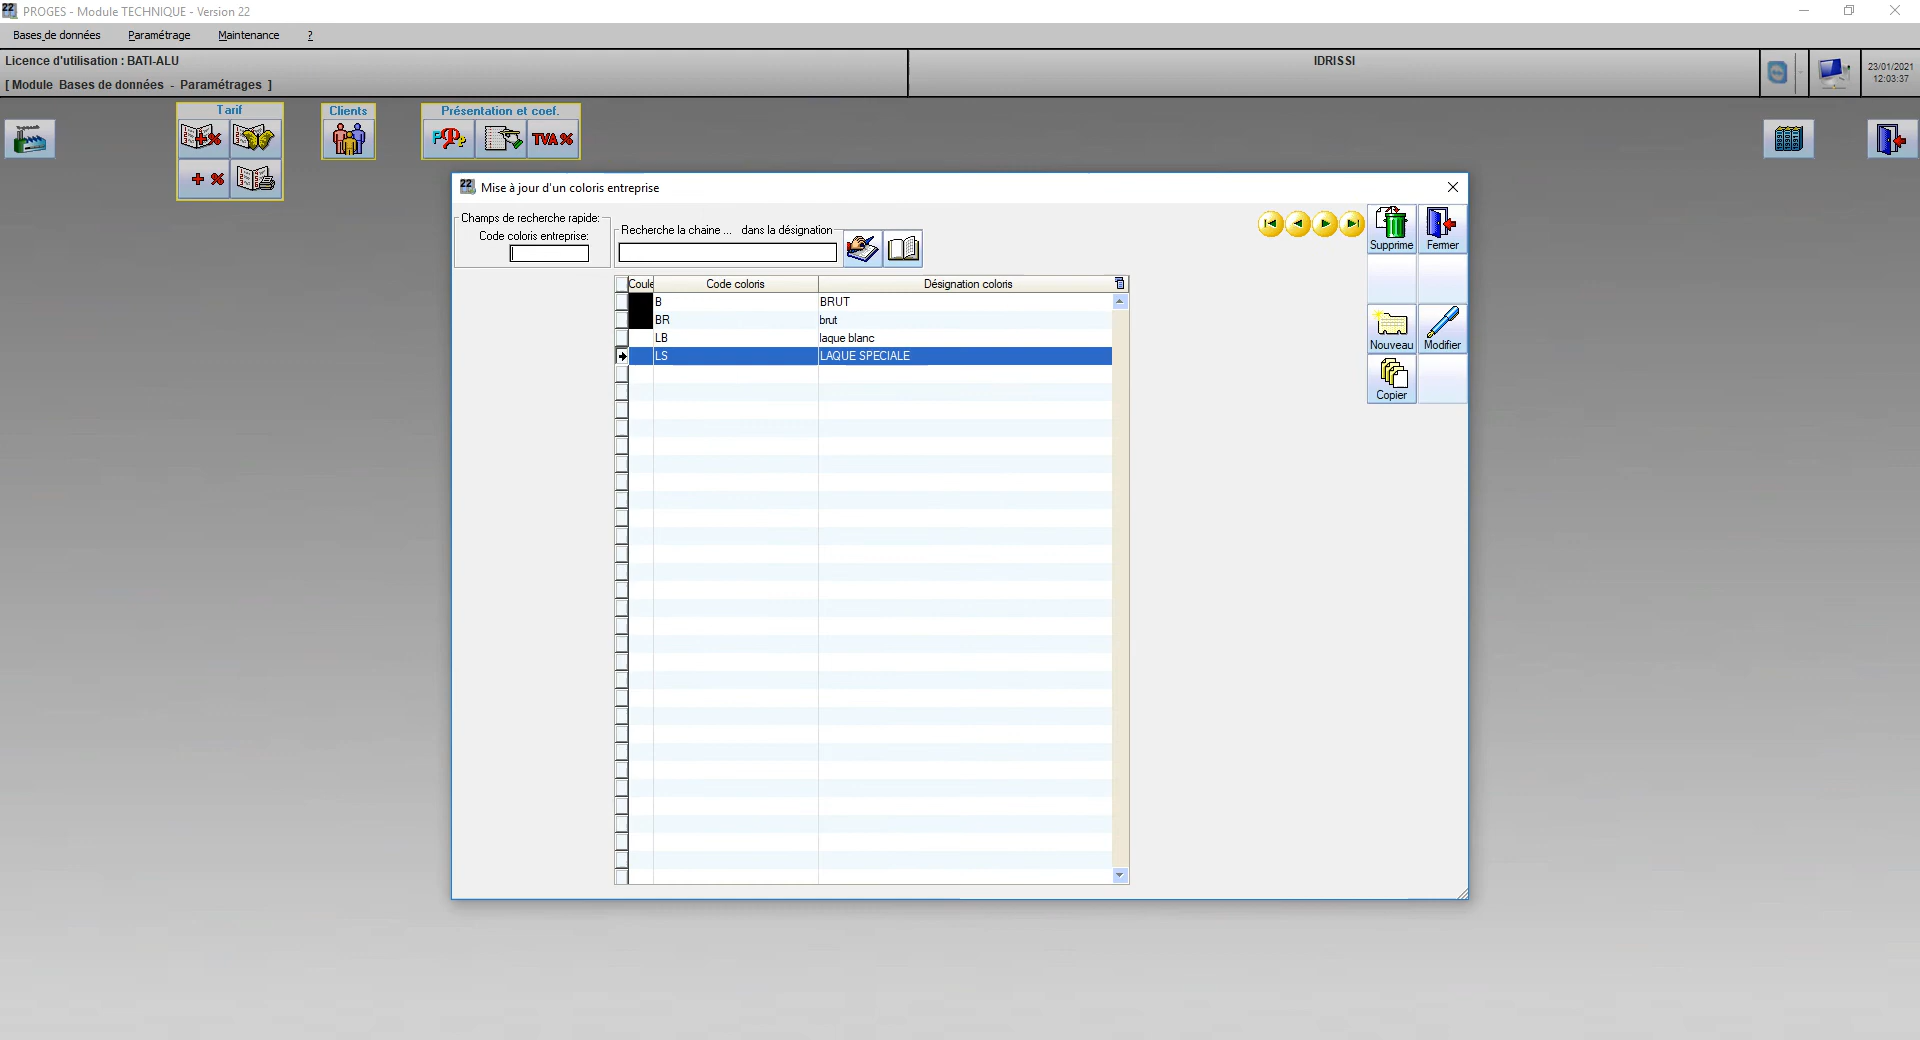 PROGES - Module TECHNIQUE - Version 22
Bases de données Paramétrage Maintenance ?
Licence d'utilisation : BATI-ALU
IDRISSI
[ Module Bases de données - Paramétrages ]
23/01/2021
12:03:37
Tarif
Clients
Présentation et coef.
TVA %
22 Mise à jour d'un coloris entreprise
Champs de recherche rapide:
Code coloris entreprise:
Recherche la chaine ... dans la désignation
Supprime Fermer
Nouveau Modifier
Copier
Coule Code coloris Désignation coloris
B BRUT
BR brut
LB laque blanc
LS LAQUE SPECIALE